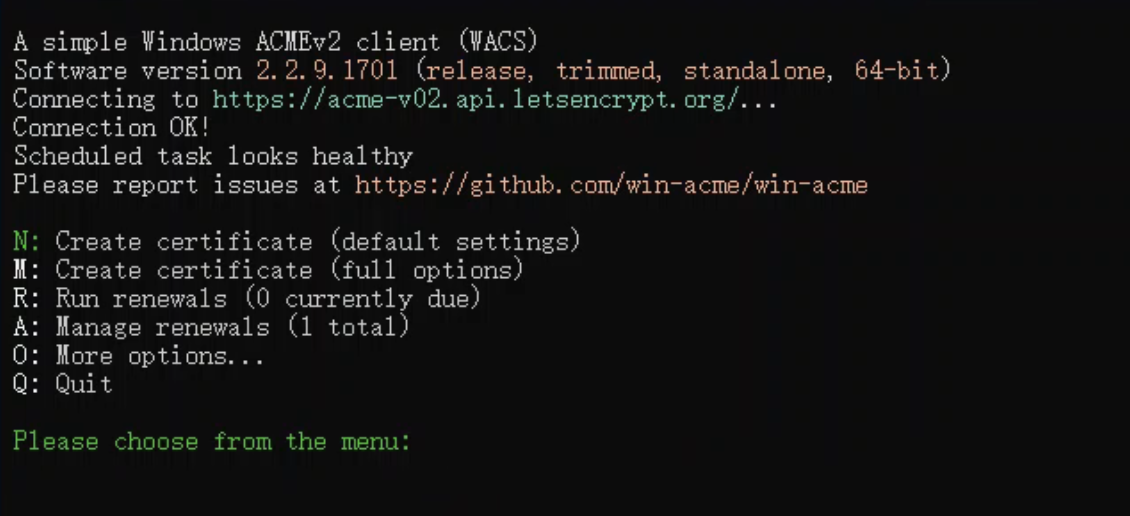 A simple Windows ACMEv2 client (WACS)
Software version 2.2.9.1701 (release, trimmed, standalone, 64-bit)
Connecting to https://acme-v02.api.letsencrypt.org/...
Connection OK!
Scheduled task looks healthy
Please report issues at https://github.com/win-acme/win-acme
N: Create certificate (default settings)
M: Create certificate (full options)
R: Run renewals (0 currently due)
A: Manage renewals (1 total)
O: More options...
Q: Quit
Please choose from the menu: